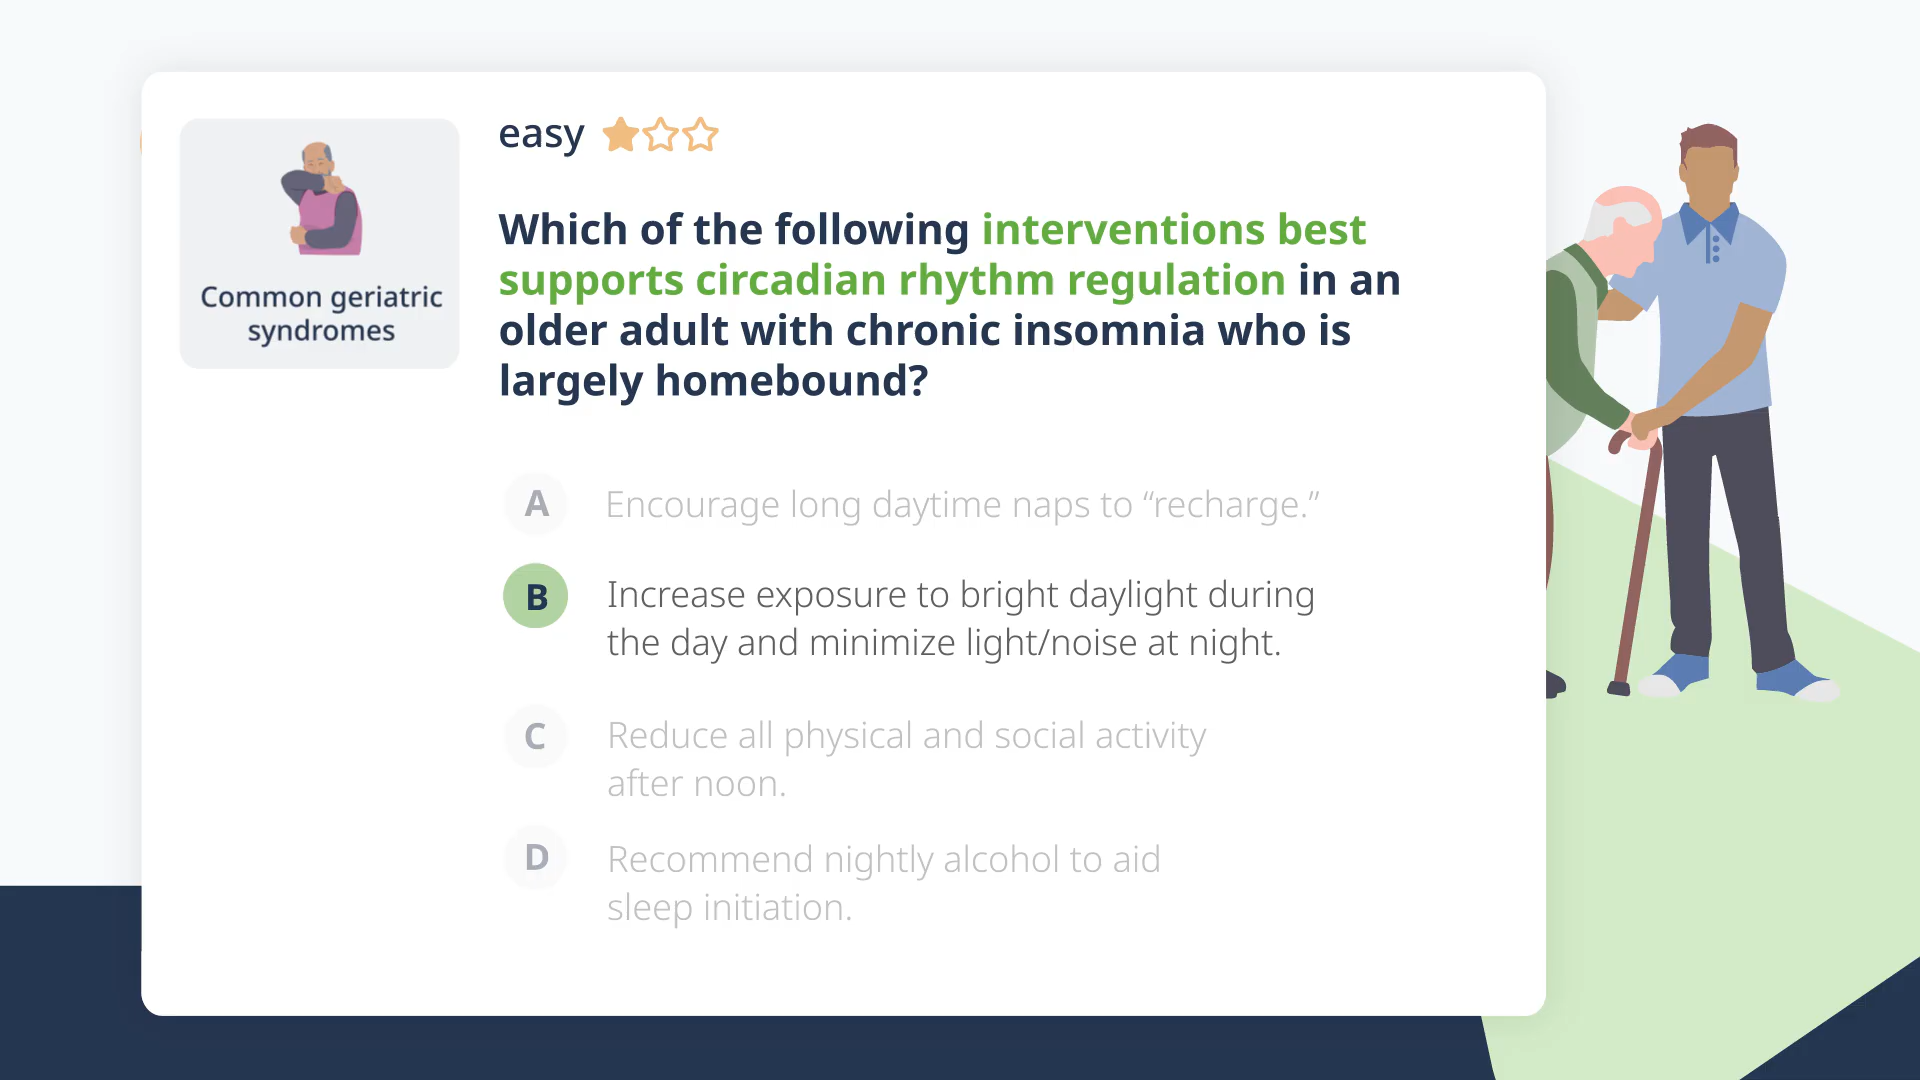 easy
Common geriatric
syndromes
Which of the following interventions best
supports circadian rhythm regulation in an
older adult with chronic insomnia who is
largely homebound?
A Encourage long daytime naps to “recharge.”
B Increase exposure to bright daylight during
the day and minimize light/noise at night.
C Reduce all physical and social activity
after noon.
D Recommend nightly alcohol to aid
sleep initiation.